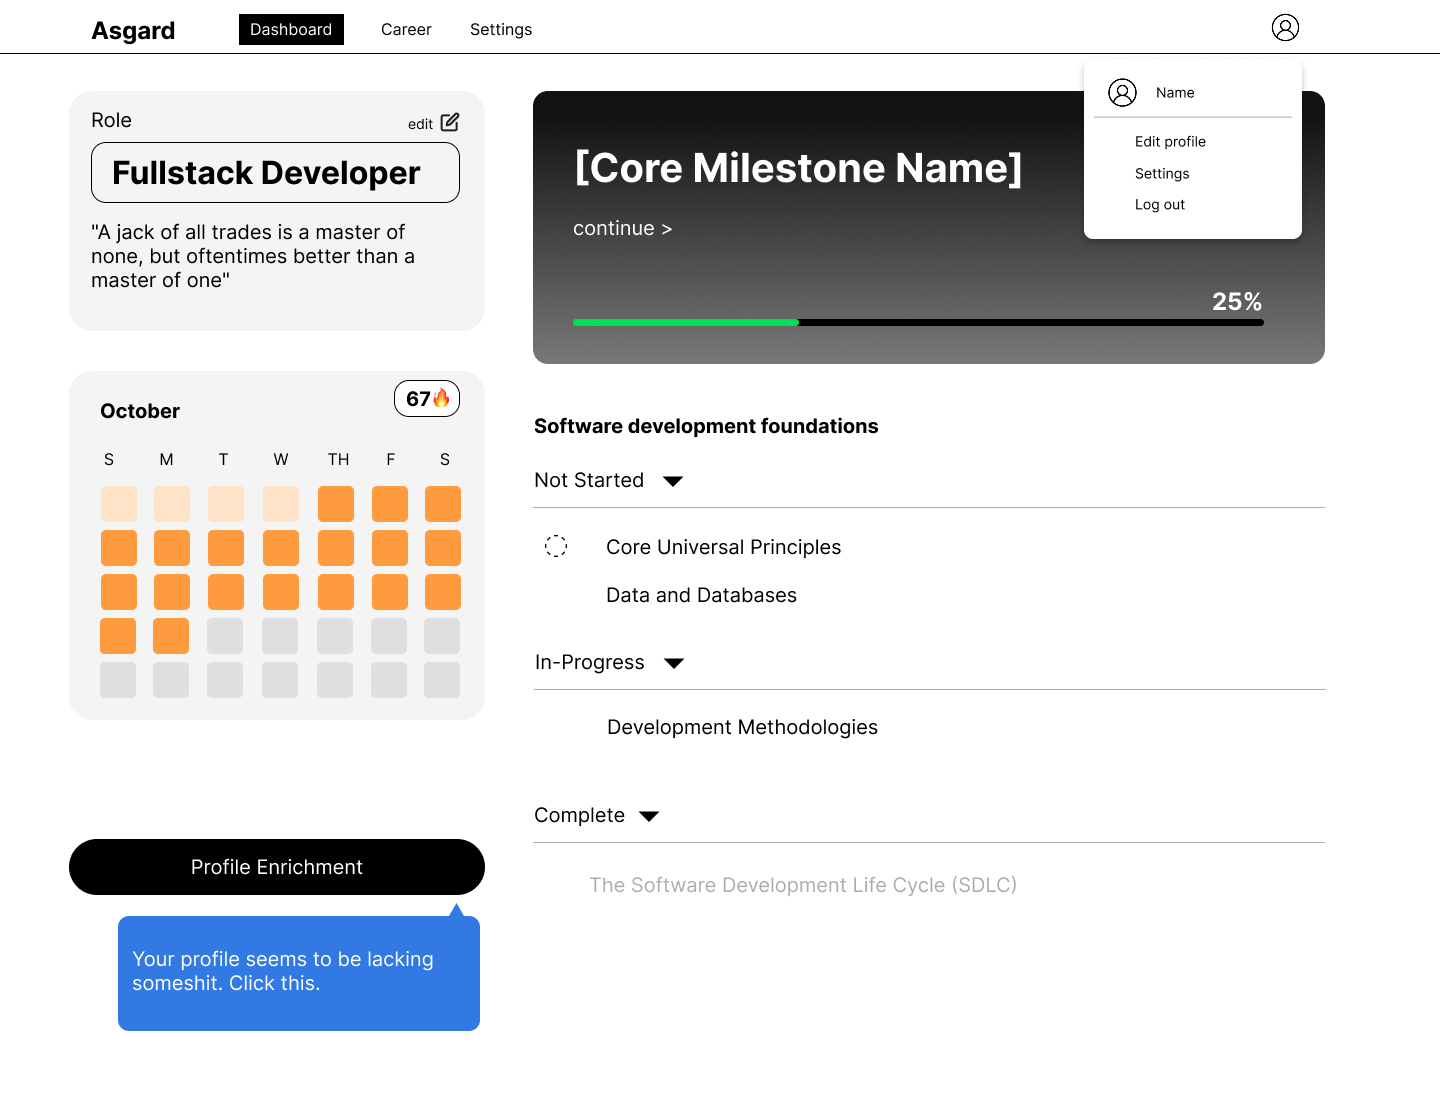 Asgard
Dashboard
Career
Settings
Name
Edit profile
Settings
Log out
Role
edit
Fullstack Developer
"A jack of all trades is a master of
none, but oftentimes better than a
master of one"
[Core Milestone Name]
continue >
25%
October
67🔥
S M T W TH F S
Profile Enrichment
Your profile seems to be lacking
someshit. Click this.
Software development foundations
Not Started
Core Universal Principles
Data and Databases
In-Progress
Development Methodologies
Complete
The Software Development Life Cycle (SDLC)